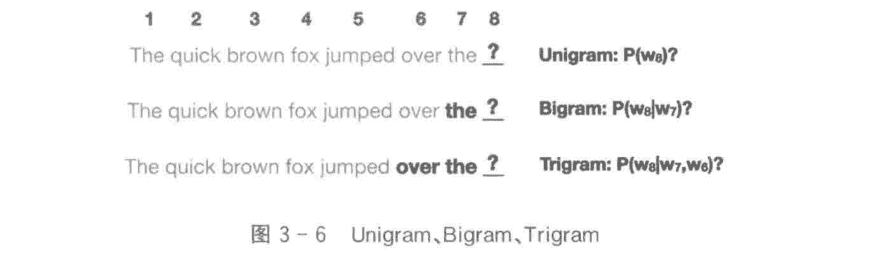 1 2 3 4 5 6 7 8
The quick brown fox jumped over the ? Unigram: P(w₈)?
The quick brown fox jumped over the ? Bigram: P(w₈|w₇)?
The quick brown fox jumped over the ? Trigram: P(w₈|w₇,w₆)?
图 3-6 Unigram、Bigram、Trigram